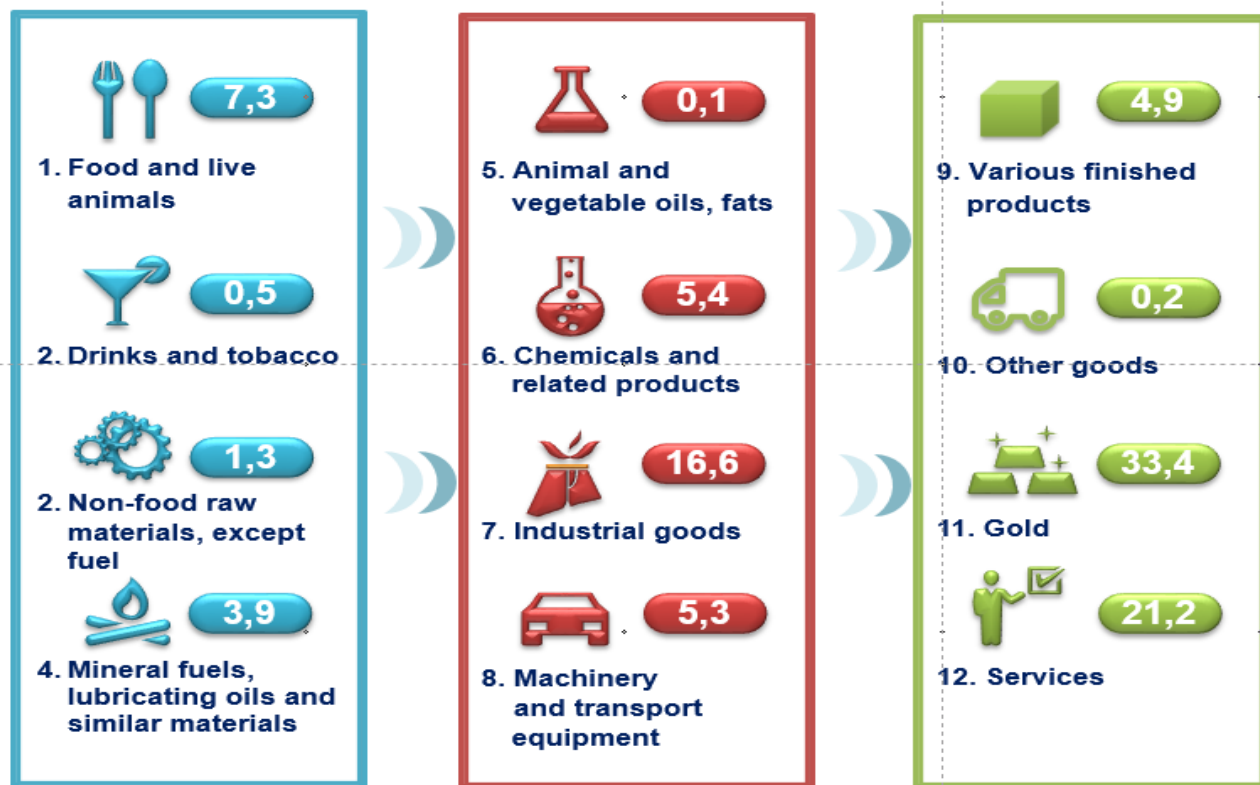 7,3
1. Food and live
animals
0,5
2. Drinks and tobacco
1,3
2. Non-food raw
materials, except
fuel
3,9
4. Mineral fuels,
lubricating oils and
similar materials
0,1
5. Animal and
vegetable oils, fats
5,4
6. Chemicals and
related products
16,6
7. Industrial goods
5,3
8. Machinery
and transport
equipment
4,9
9. Various finished
products
0,2
10. Other goods
33,4
11. Gold
21,2
12. Services